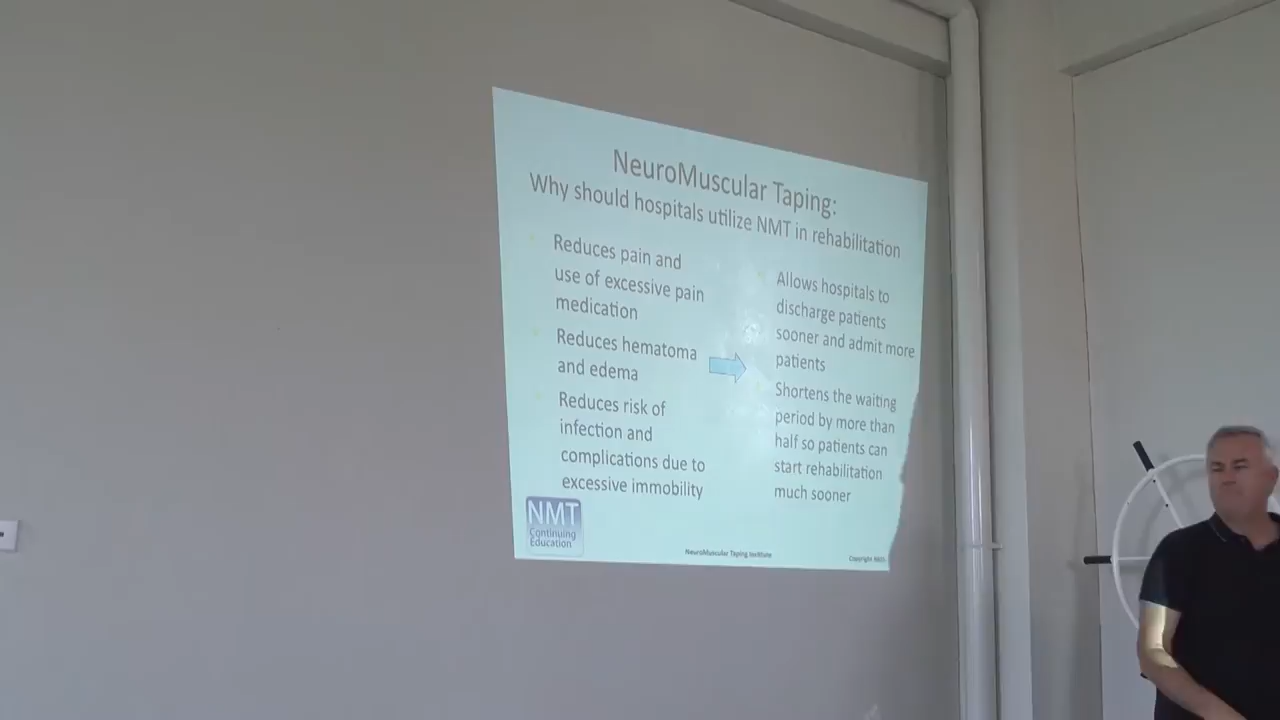 NeuroMuscular Taping:
Why should hospitals utilize NMT in rehabilitation
Reduces pain and
use of excessive pain
medication
Reduces hematoma
and edema
Reduces risk of
infection and
complications due to
excessive immobility
Allows hospitals to
discharge patients
sooner and admit more
patients
Shortens the waiting
period by more than
half so patients can
start rehabilitation
much sooner
NMT
Continuing
Education
NeuroMuscular Taping Institute
Copyright